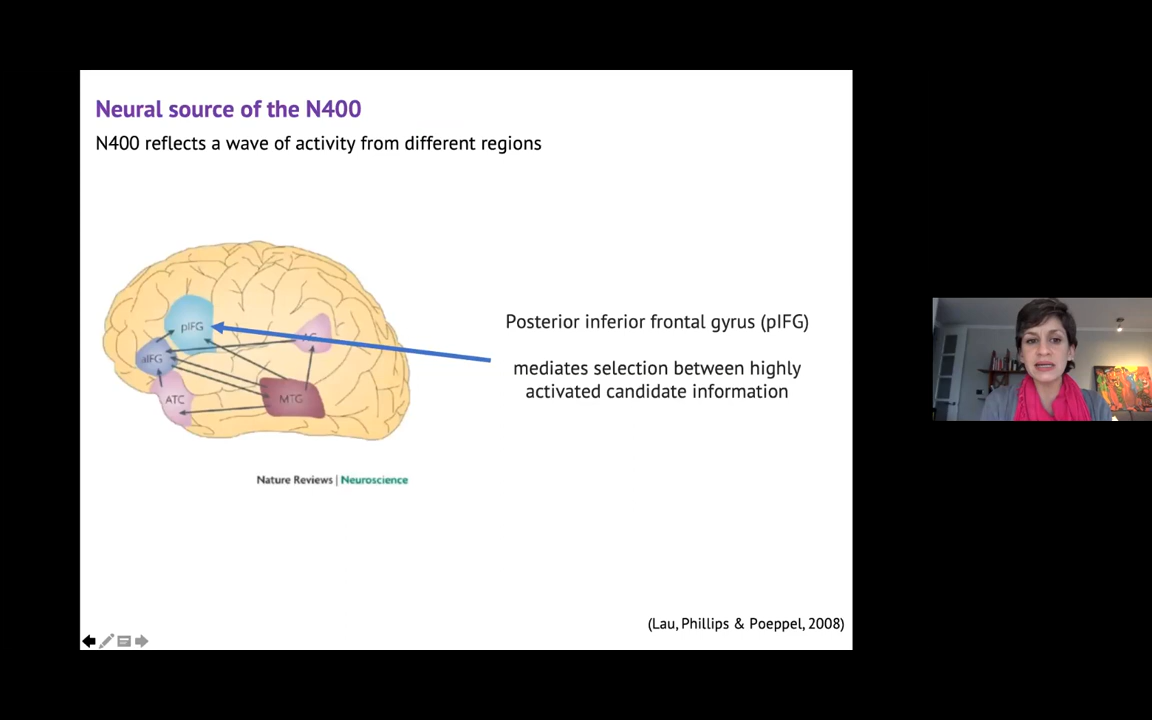 Neural source of the N400
N400 reflects a wave of activity from different regions
pIFG
aIFG
ATC
MTG
Posterior inferior frontal gyrus (pIFG)
mediates selection between highly
activated candidate information
Nature Reviews | Neuroscience
(Lau, Phillips & Poeppel, 2008)